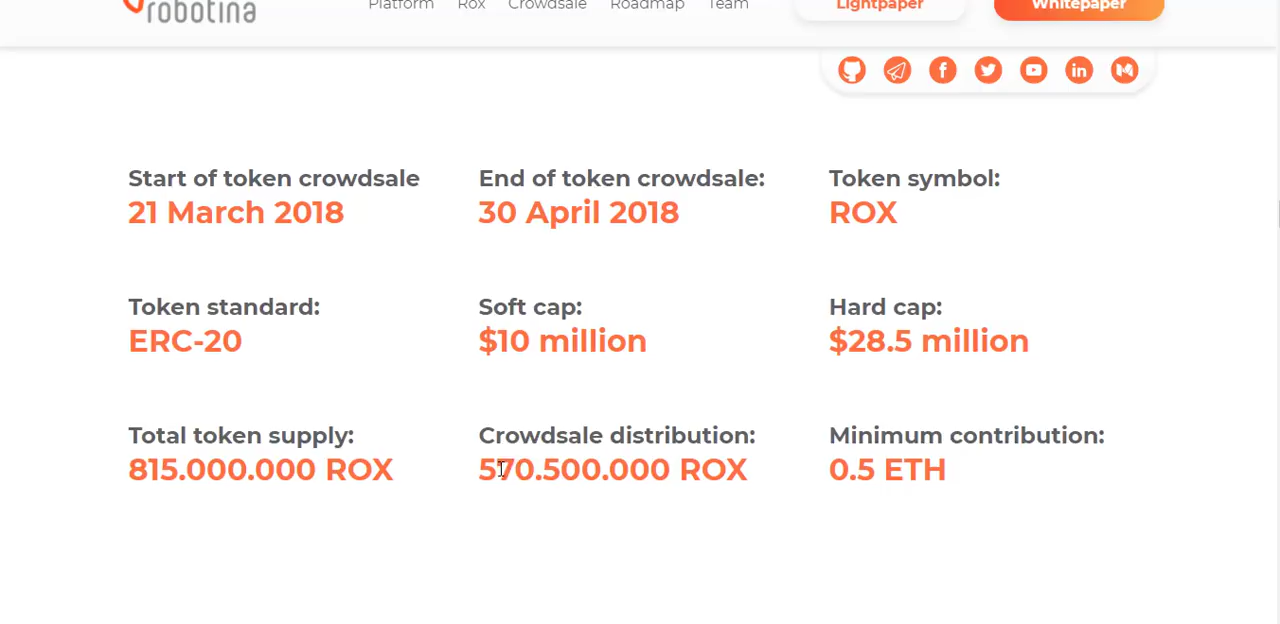 robotina
Platform Rox Crowdsale Roadmap Team Lightpaper Whitepaper
Start of token crowdsale
21 March 2018
End of token crowdsale:
30 April 2018
Token symbol:
ROX
Token standard:
ERC-20
Soft cap:
$10 million
Hard cap:
$28.5 million
Total token supply:
815.000.000 ROX
Crowdsale distribution:
570.500.000 ROX
Minimum contribution:
0.5 ETH